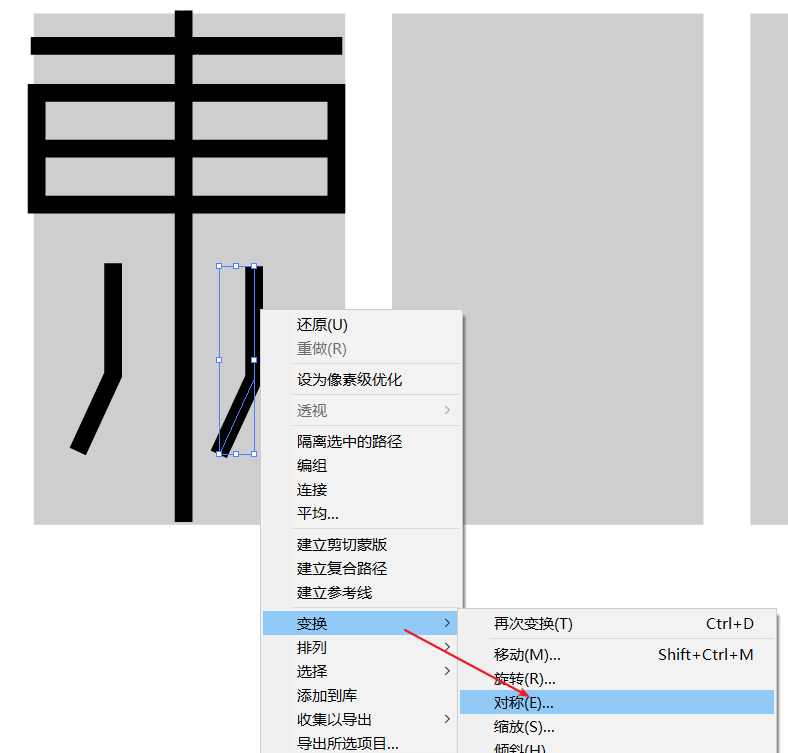 还原(U)
重做(R)
设为像素级优化
透视
隔离选中的路径
编组
连接
平均...
建立剪切蒙版
建立复合路径
建立参考线
变换
排列
选择
添加到库
收集以导出
导出所选项目...
再次变换(T) Ctrl+D
移动(M)... Shift+Ctrl+M
旋转(R)...
对称(E)...
缩放(S)...
倾斜(H)...